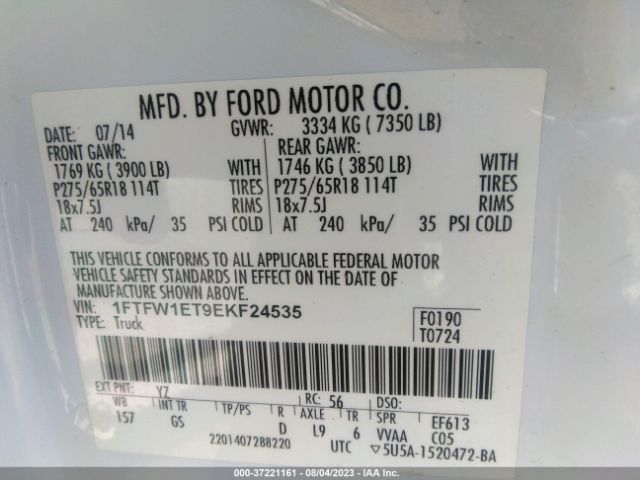 MFD. BY FORD MOTOR CO.
DATE: 07/14 GVWR: 3334 KG ( 7350 LB)
FRONT GAWR: REAR GAWR:
1769 KG ( 3900 LB) WITH 1746 KG ( 3850 LB) WITH
P275/65R18 114T TIRES P275/65R18 114T TIRES
18x7.5J RIMS 18x7.5J RIMS
AT 240 kPa/ 35 PSI COLD AT 240 kPa/ 35 PSI COLD
THIS VEHICLE CONFORMS TO ALL APPLICABLE FEDERAL MOTOR
VEHICLE SAFETY STANDARDS IN EFFECT ON THE DATE OF
MANUFACTURE SHOWN ABOVE.
VIN: 1FTFW1ET9EKF24535 F0190
TYPE: Truck T0724
EXT PNT: YZ RC: 56 DSO:
WB INT TR TP/PS R AXLE TR SPR EF613
157 GS D L9 6 VVAA C05
2201407288220 UTC ▽5U5A-1520472-BA
000-37221161 - 08/04/2023 - IAAI.COM